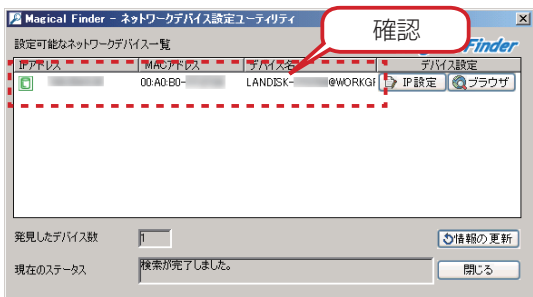 Magical Finder - ネットワークデバイス設定ユーティリティ
確認
設定可能なネットワークデバイス一覧
Finder
IPアドレス MACアドレス デバイス名 デバイス設定
00:A0:B0- LANDISK- @WORKGR IP設定 ブラウザ
発見したデバイス数 1 情報の更新
現在のステータス 検索が完了しました。 閉じる